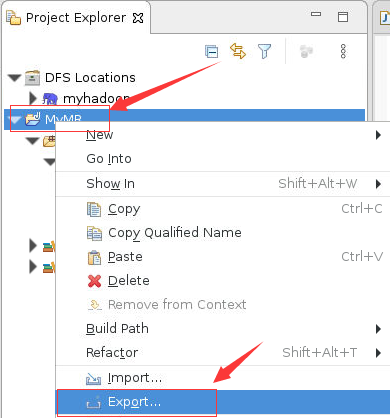 Project Explorer
DFS Locations
myhadoop
MyMR
New
Go Into
Show In Shift+Alt+W
Copy Ctrl+C
Copy Qualified Name
Paste Ctrl+V
Delete
Remove from Context
Build Path
Refactor Shift+Alt+T
Import...
Export...